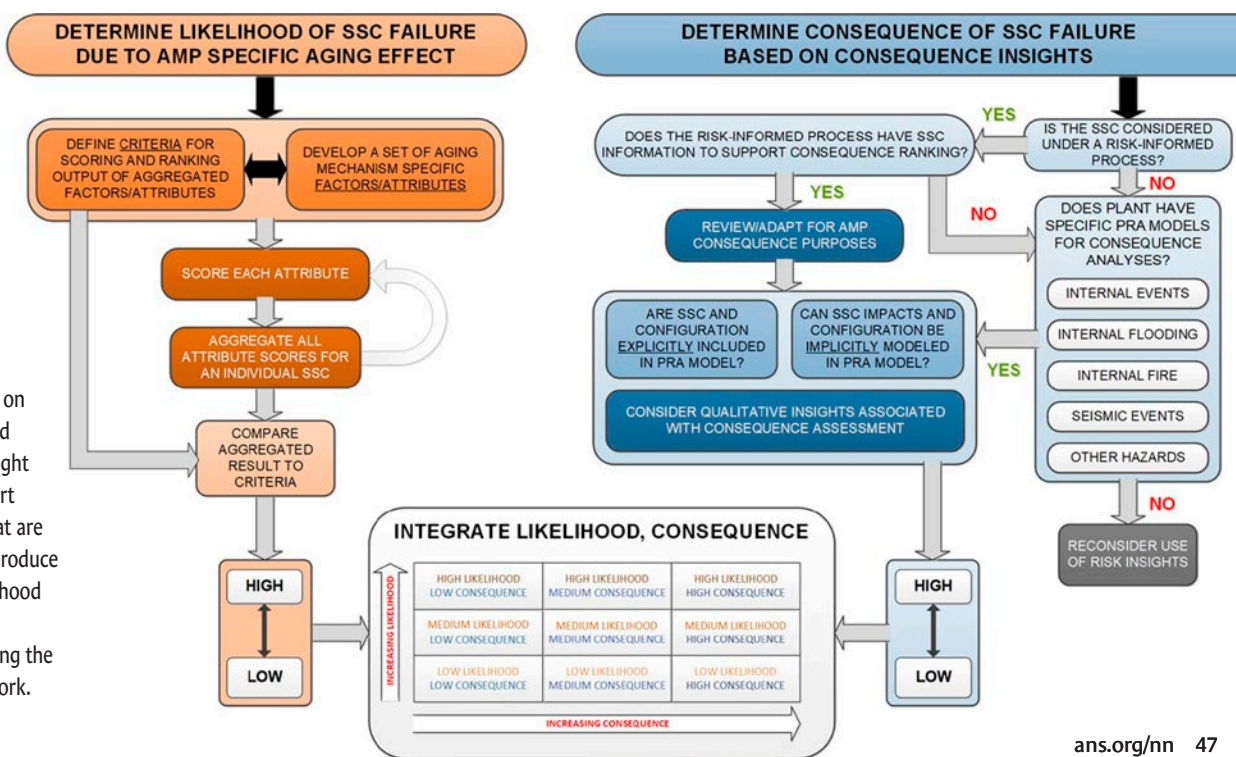 DETERMINE LIKELIHOOD OF SSC FAILURE
DUE TO AMP SPECIFIC AGING EFFECT
DEFINE CRITERIA FOR
SCORING AND RANKING
OUTPUT OF AGGREGATED
FACTORS/ATTRIBUTES
DEVELOP A SET OF AGING
MECHANISM SPECIFIC
FACTORS/ATTRIBUTES
SCORE EACH ATTRIBUTE
AGGREGATE ALL
ATTRIBUTE SCORES FOR
AN INDIVIDUAL SSC
COMPARE
AGGREGATED
RESULT TO
CRITERIA
HIGH
LOW
on
d
ght
rt
at are
produce
hood
ng the
ork.
DETERMINE CONSEQUENCE OF SSC FAILURE
BASED ON CONSEQUENCE INSIGHTS
IS THE SSC CONSIDERED
UNDER A RISK-INFORMED
PROCESS?
YES
NO
DOES THE RISK-INFORMED PROCESS HAVE SSC
INFORMATION TO SUPPORT CONSEQUENCE RANKING?
YES
NO
REVIEW/ADAPT FOR AMP
CONSEQUENCE PURPOSES
DOES PLANT HAVE
SPECIFIC PRA MODELS
FOR CONSEQUENCE
ANALYSES?
INTERNAL EVENTS
INTERNAL FLOODING
INTERNAL FIRE
SEISMIC EVENTS
OTHER HAZARDS
YES
NO
RECONSIDER USE
OF RISK INSIGHTS
ARE SSC AND
CONFIGURATION
EXPLICITLY INCLUDED
IN PRA MODEL?
CAN SSC IMPACTS AND
CONFIGURATION BE
IMPLICITLY MODELED
IN PRA MODEL?
CONSIDER QUALITATIVE INSIGHTS ASSOCIATED
WITH CONSEQUENCE ASSESSMENT
HIGH
LOW
INTEGRATE LIKELIHOOD, CONSEQUENCE
INCREASING LIKELIHOOD
HIGH LIKELIHOOD
LOW CONSEQUENCE
HIGH LIKELIHOOD
MEDIUM CONSEQUENCE
HIGH LIKELIHOOD
HIGH CONSEQUENCE
MEDIUM LIKELIHOOD
LOW CONSEQUENCE
MEDIUM LIKELIHOOD
MEDIUM CONSEQUENCE
MEDIUM LIKELIHOOD
HIGH CONSEQUENCE
LOW LIKELIHOOD
LOW CONSEQUENCE
LOW LIKELIHOOD
MEDIUM CONSEQUENCE
LOW LIKELIHOOD
HIGH CONSEQUENCE
INCREASING CONSEQUENCE
ans.org/nn 47